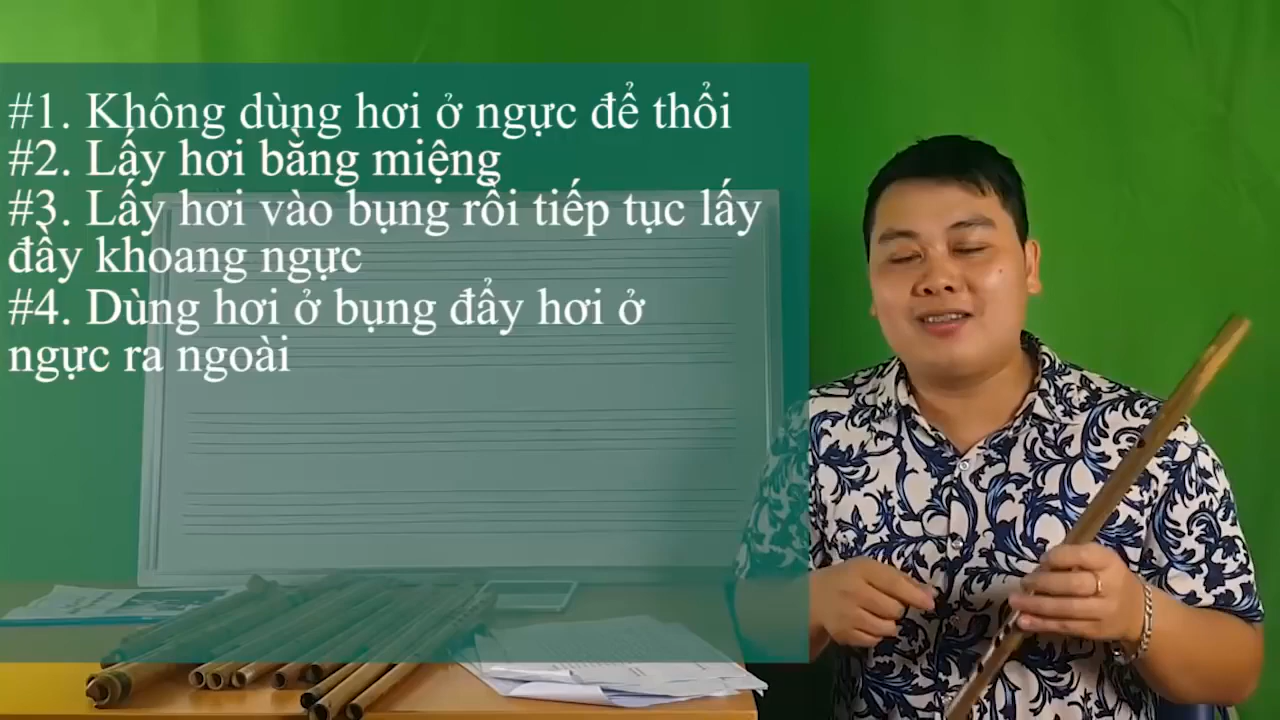 #1. Không dùng hơi ở ngực để thổi
#2. Lấy hơi bằng miệng
#3. Lấy hơi vào bụng rồi tiếp tục lấy
đầy khoang ngực
#4. Dùng hơi ở bụng đẩy hơi ở
ngực ra ngoài